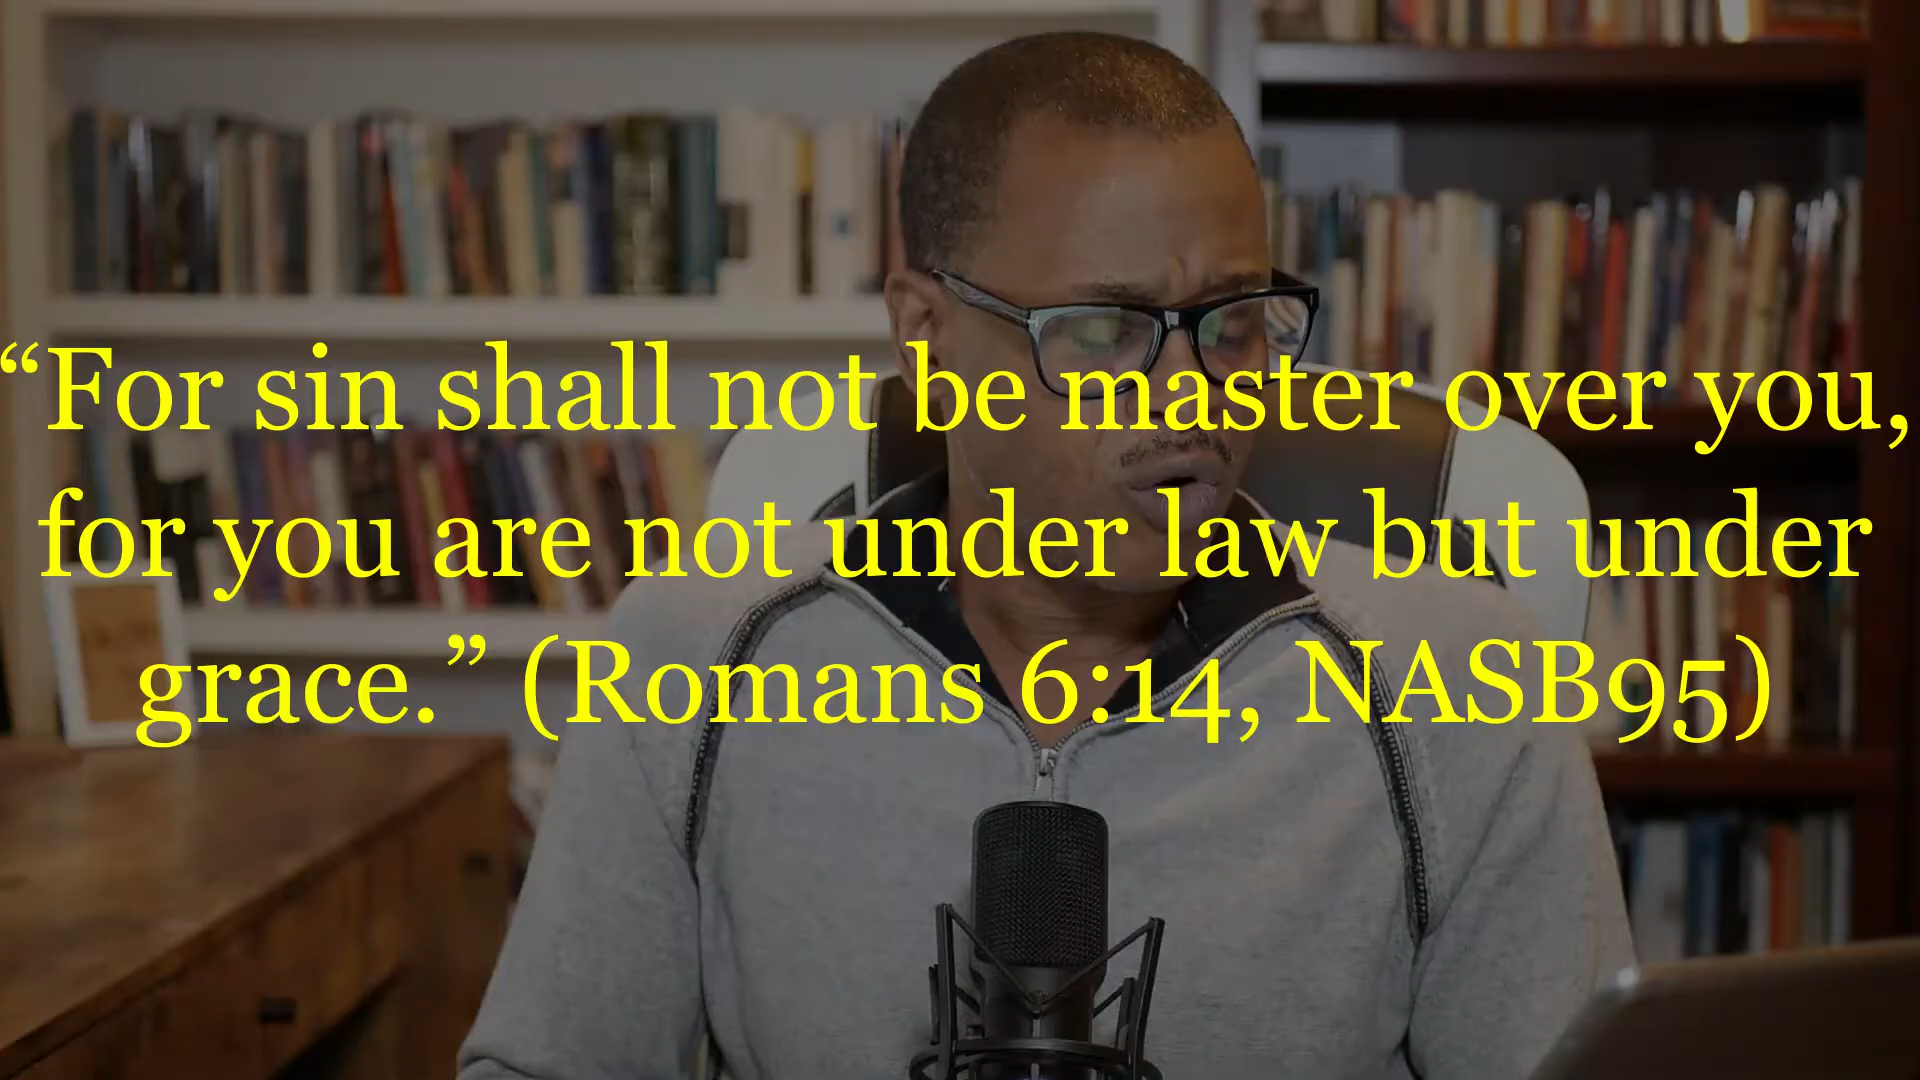 “For sin shall not be master over you,
for you are not under law but under
grace.” (Romans 6:14, NASB95)